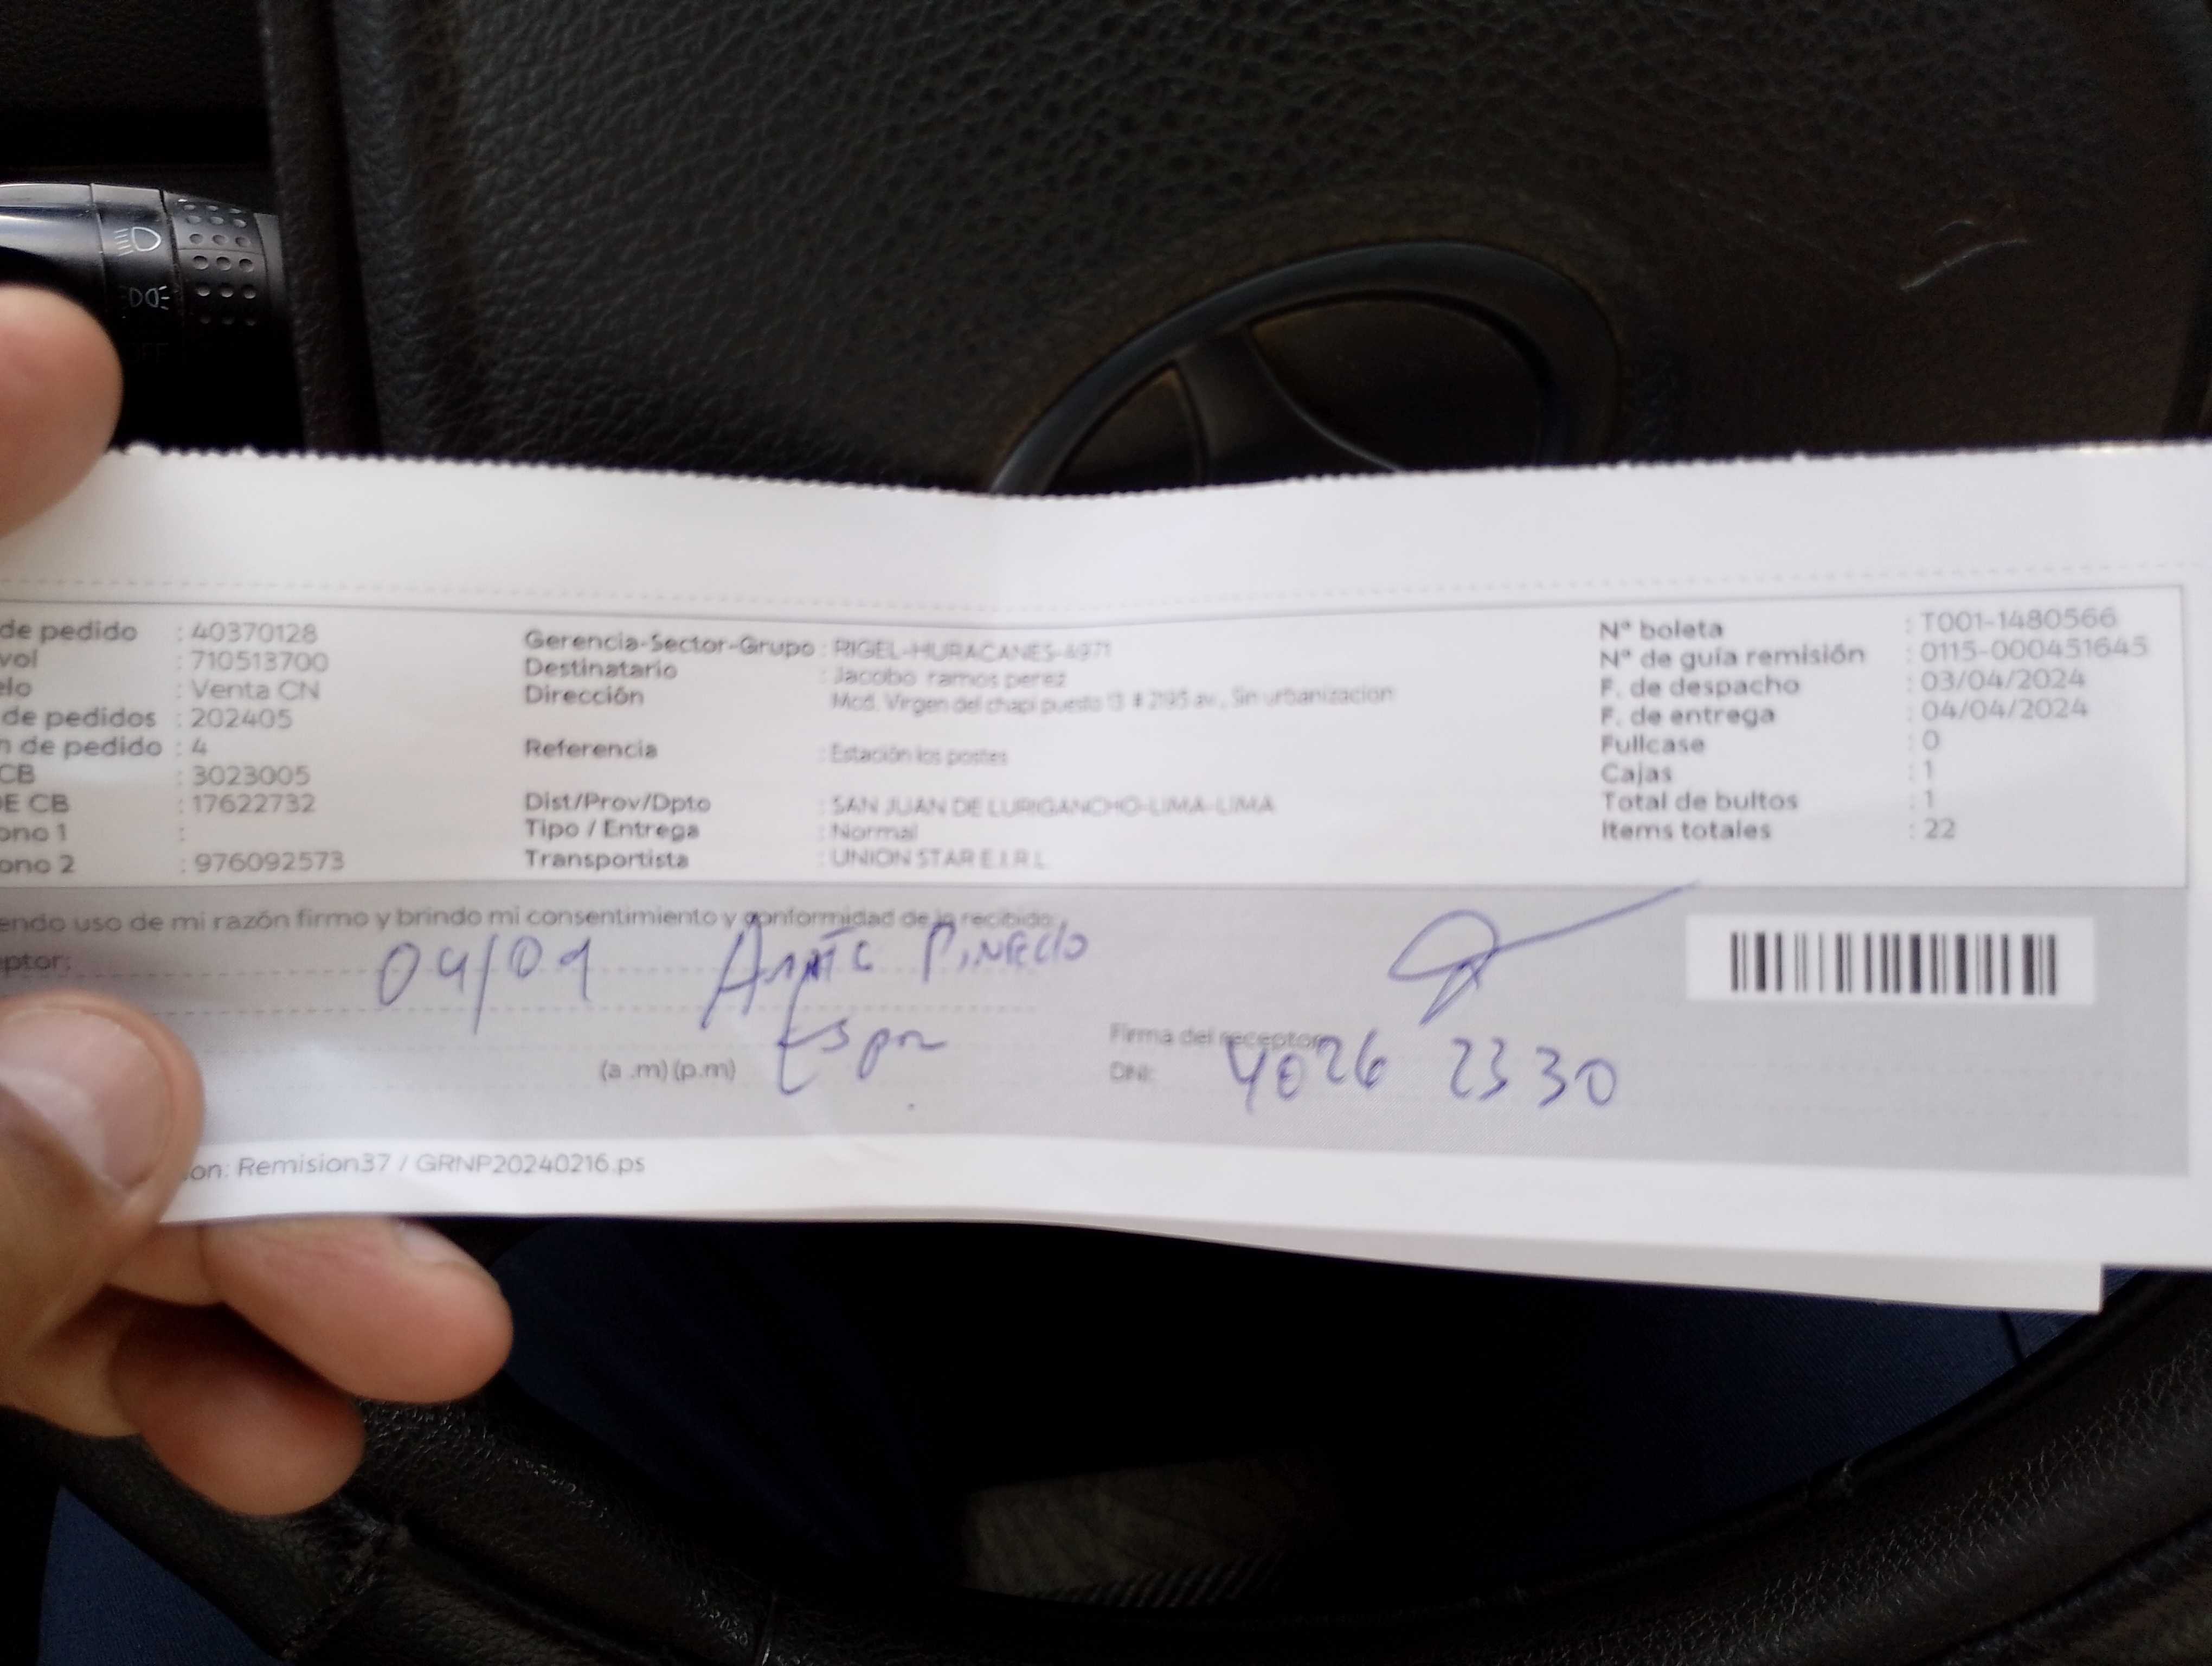 de pedido : 40370128
vol : 710513700
elo : Venta CN
de pedidos : 202405
n de pedido : 4
CB : 3023005
DE CB : 17622732
ono 1 :
ono 2 : 976092573
Gerencia-Sector-Grupo : RIGEL-HURACANES-4971
Destinatario : Jacobo ramos perez
Dirección : Mcd. Virgen del chapi puesto 13 # 2195 av., Sin urbanizacion
Referencia : Estación los postes
Dist/Prov/Dpto : SAN JUAN DE LURIGANCHO-LIMA-LIMA
Tipo / Entrega : Normal
Transportista : UNION STAR E.I.R.L.
Nª boleta : T001-1480566
Nª de guía remisión : 0115-000451645
F. de despacho : 03/04/2024
F. de entrega : 04/04/2024
Fullcase : 0
Cajas : 1
Total de bultos : 1
Items totales : 22
endo uso de mi razón firmo y brindo mi consentimiento y conformidad de lo recibido:
eptor:
04/04 Pinedo
(a .m) (p.m)
Firma del receptor
DNI: 4026 2330
on: Remision37 / GRNP20240216.ps